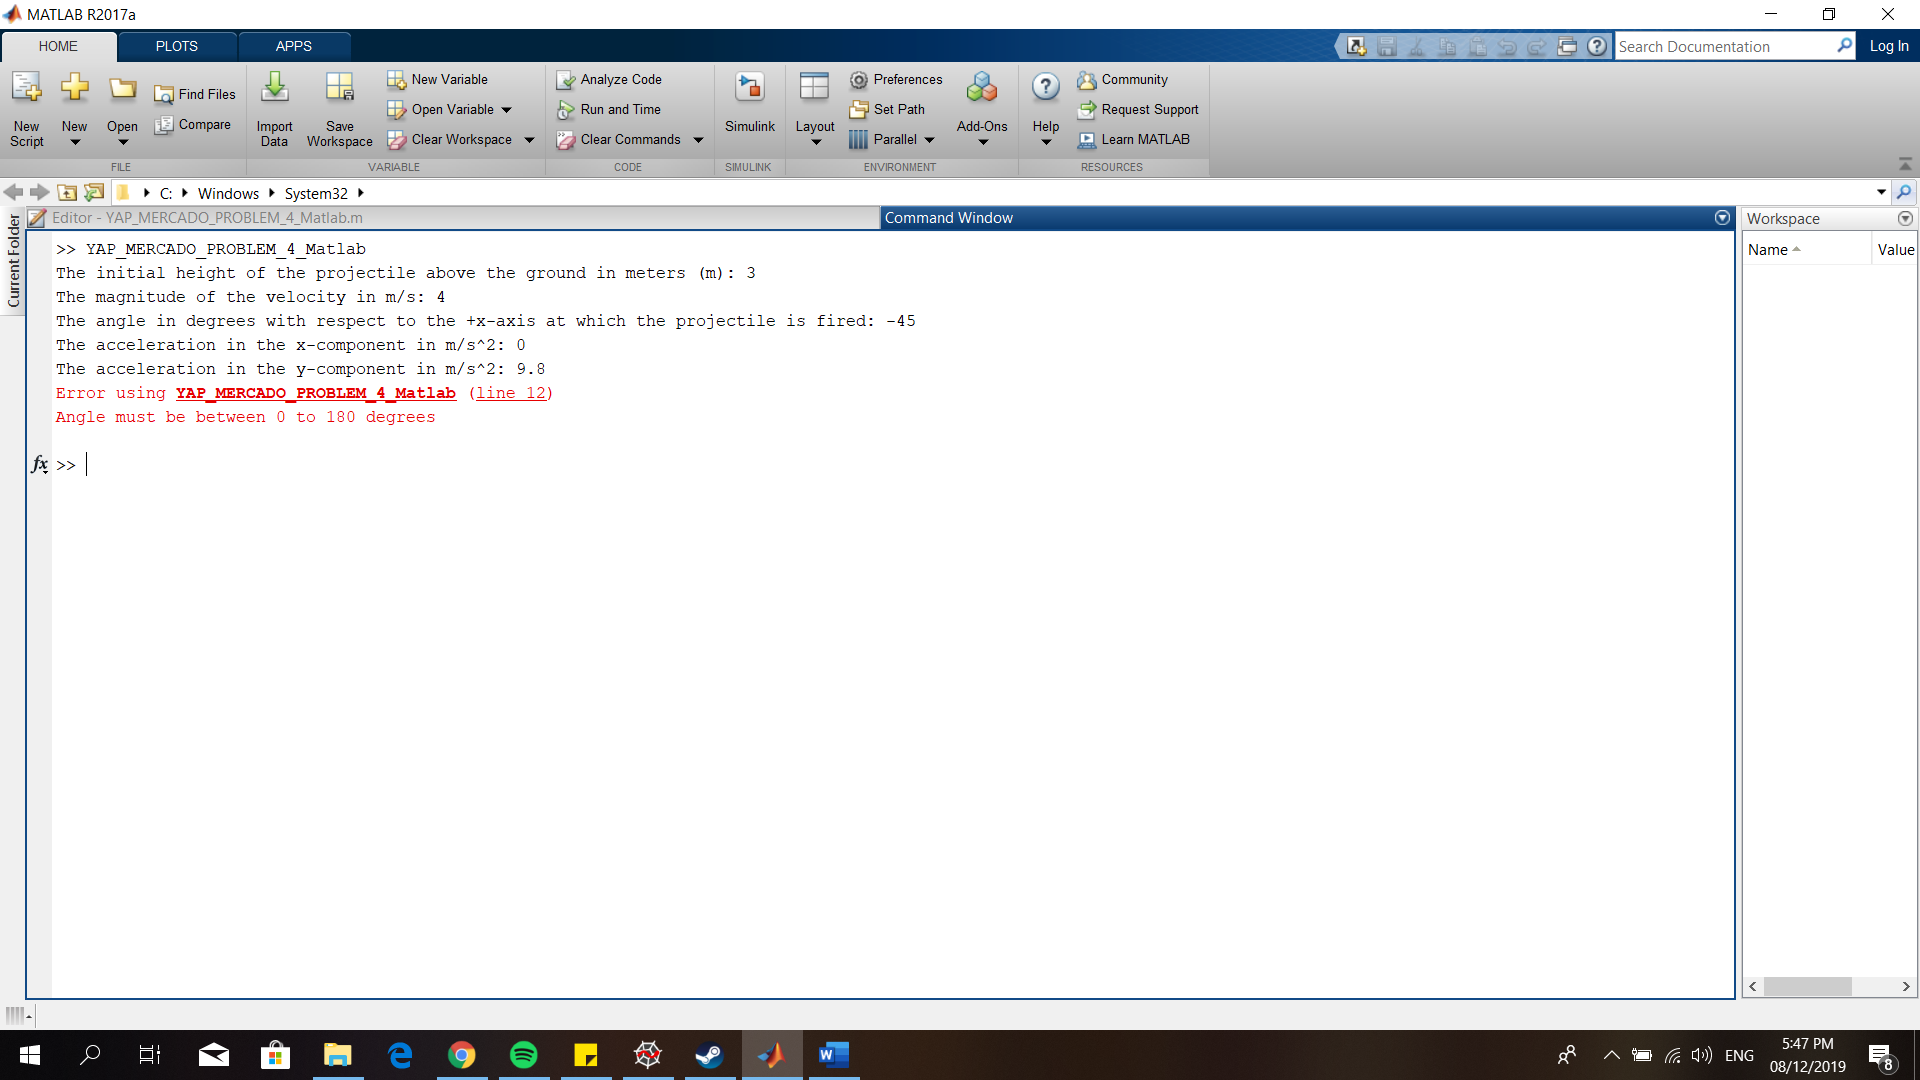 MATLAB R2017a
HOME PLOTS APPS
Search Documentation Log In
New Script
New
Open
Find Files
Compare
FILE
Import Data
Save Workspace
New Variable
Open Variable
Clear Workspace
VARIABLE
Analyze Code
Run and Time
Clear Commands
CODE
Simulink
SIMULINK
Layout
Preferences
Set Path
Parallel
Add-Ons
ENVIRONMENT
Help
Community
Request Support
Learn MATLAB
RESOURCES
C: Windows System32
Current Folder
Editor - YAP_MERCADO_PROBLEM_4_Matlab.m
Command Window
Workspace
Name Value
>> YAP_MERCADO_PROBLEM_4_Matlab
The initial height of the projectile above the ground in meters (m): 3
The magnitude of the velocity in m/s: 4
The angle in degrees with respect to the +x-axis at which the projectile is fired: -45
The acceleration in the x-component in m/s^2: 0
The acceleration in the y-component in m/s^2: 9.8
Error using YAP_MERCADO_PROBLEM_4_Matlab (line 12)
Angle must be between 0 to 180 degrees
fx >>
ENG
5:47 PM
08/12/2019
8